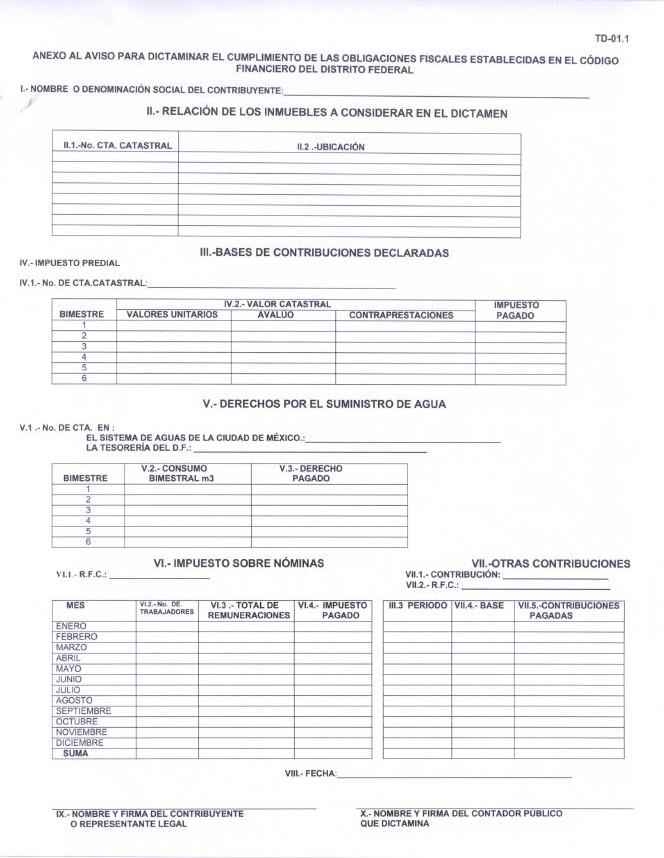 TD-01.1
ANEXO AL AVISO PARA DICTAMINAR EL CUMPLIMIENTO DE LAS OBLIGACIONES FISCALES ESTABLECIDAS EN EL CÓDIGO
FINANCIERO DEL DISTRITO FEDERAL
I.- NOMBRE O DENOMINACIÓN SOCIAL DEL CONTRIBUYENTE:
II.- RELACIÓN DE LOS INMUEBLES A CONSIDERAR EN EL DICTAMEN
II.1.-No. CTA. CATASTRAL II.2 .-UBICACIÓN
III.-BASES DE CONTRIBUCIONES DECLARADAS
IV.- IMPUESTO PREDIAL
IV.1.- No. DE CTA.CATASTRAL:
IV.2.- VALOR CATASTRAL IMPUESTO
BIMESTRE VALORES UNITARIOS AVALÚO CONTRAPRESTACIONES PAGADO
1
2
3
4
5
6
V.- DERECHOS POR EL SUMINISTRO DE AGUA
V.1 .- No. DE CTA. EN :
EL SISTEMA DE AGUAS DE LA CIUDAD DE MÉXICO.:
LA TESORERÍA DEL D.F.:
V.2.- CONSUMO V.3.- DERECHO
BIMESTRE BIMESTRAL m3 PAGADO
1
2
3
4
5
6
VI.- IMPUESTO SOBRE NÓMINAS VII.-OTRAS CONTRIBUCIONES
VI.1.- R.F.C.: VII.1.- CONTRIBUCIÓN:
VII.2.- R.F.C.:
MES VI.2.- No. DE. VI.3 .- TOTAL DE VI.4.- IMPUESTO III.3 PERIODO VII.4.- BASE VII.5.-CONTRIBUCIONES
TRABAJADORES REMUNERACIONES PAGADO PAGADAS
ENERO
FEBRERO
MARZO
ABRIL
MAYO
JUNIO
JULIO
AGOSTO
SEPTIEMBRE
OCTUBRE
NOVIEMBRE
DICIEMBRE
SUMA
VIII.- FECHA:
IX.- NOMBRE Y FIRMA DEL CONTRIBUYENTE X.- NOMBRE Y FIRMA DEL CONTADOR PÚBLICO
O REPRESENTANTE LEGAL QUE DICTAMINA